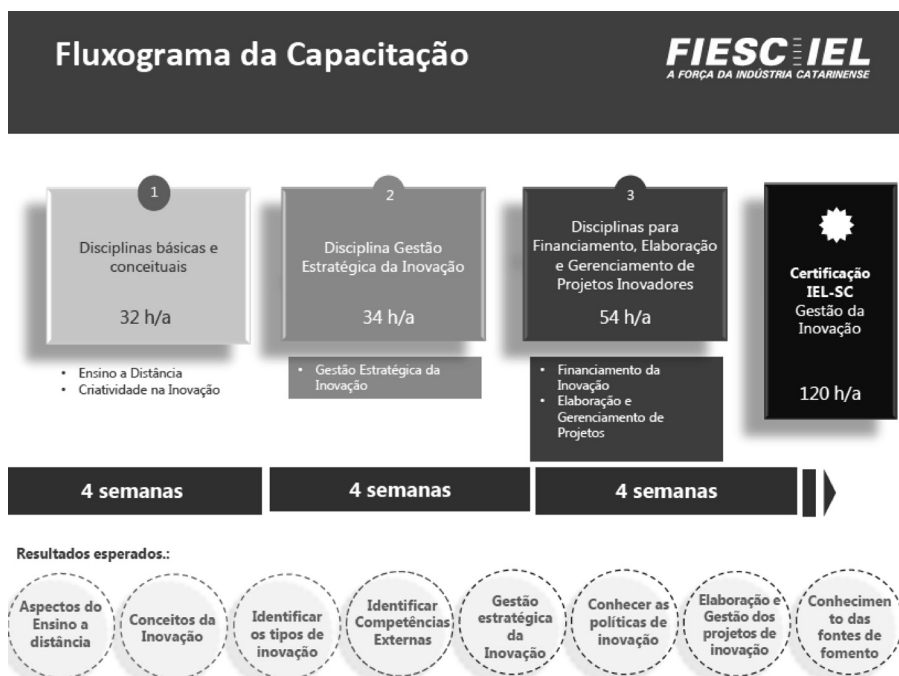 Fluxograma da Capacitação
FIESC IEL
A FORÇA DA INDÚSTRIA CATARINENSE
1
Disciplinas básicas e
conceituais
32 h/a
• Ensino a Distância
• Criatividade na Inovação
2
Disciplina Gestão
Estratégica da Inovação
34 h/a
• Gestão Estratégica da
Inovação
3
Disciplinas para
Financiamento, Elaboração
e Gerenciamento de
Projetos Inovadores
54 h/a
• Financiamento da
Inovação
• Elaboração e
Gerenciamento de
Projetos
Certificação
IEL-SC
Gestão da
Inovação
120 h/a
4 semanas
4 semanas
4 semanas
Resultados esperados.:
Aspectos do
Ensino a
distância
Conceitos da
Inovação
Identificar
os tipos de
inovação
Identificar
Competências
Externas
Gestão
estratégica
da
Inovação
Conhecer as
políticas de
inovação
Elaboração e
Gestão dos
projetos de
inovação
Conhecimen
to das
fontes de
fomento